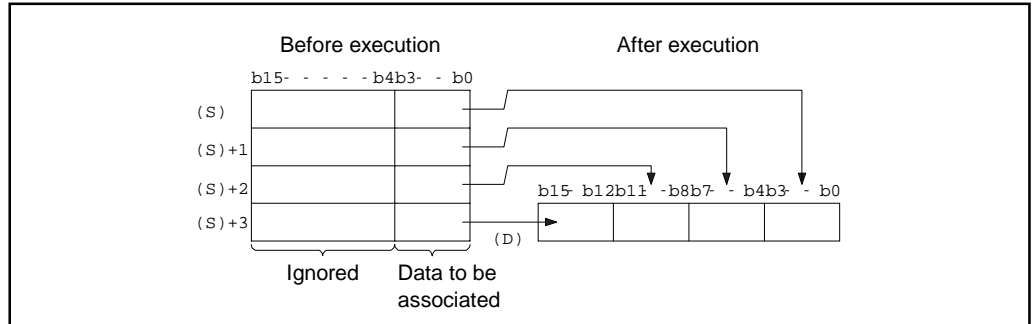 Before execution
After execution
b15- - - - - b4b3- - b0
(S)
(S)+1
(S)+2
(S)+3
b15- b12b11 - b8b7- - b4b3- - b0
(D)
Ignored
Data to be
associated